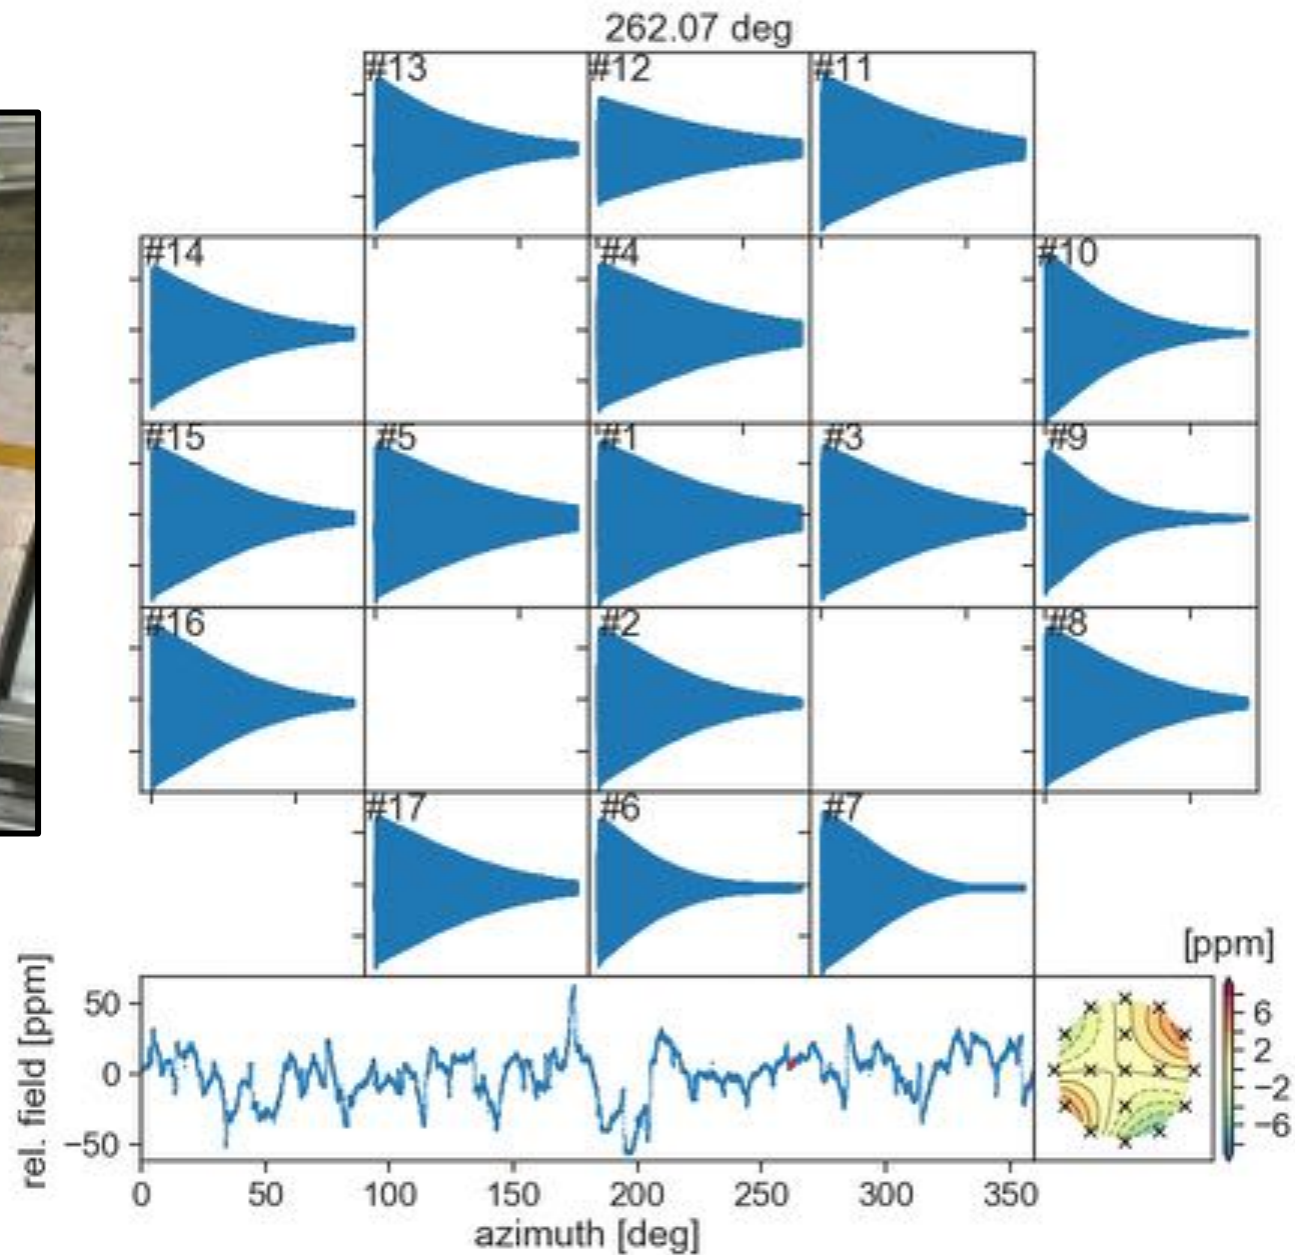 262.07 deg
#13 #12 #11
#14 #4 #10
#15 #5 #1 #3 #9
#16 #2 #8
#17 #6 #7
[ppm]
rel. field [ppm]
50
0
−50
0 50 100 150 200 250 300 350
azimuth [deg]
6
2
−2
−6